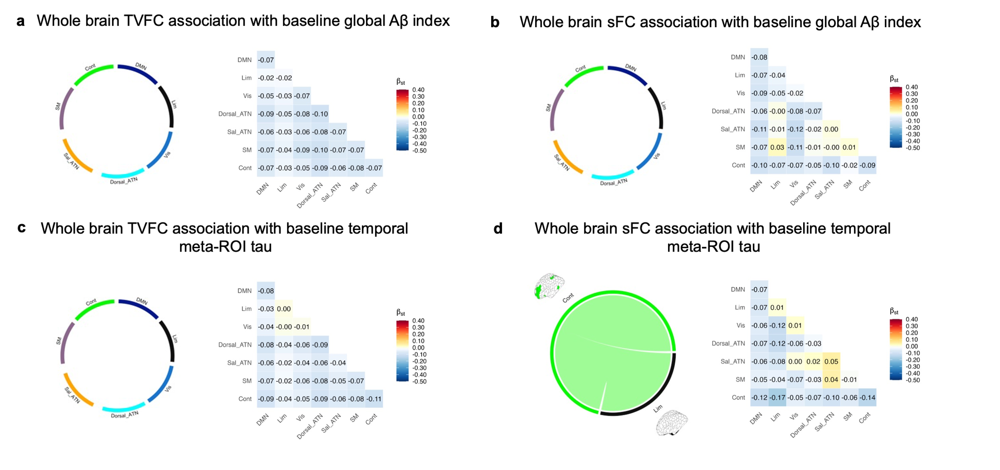 a Whole brain TVFC association with baseline global Aβ index
Cont
DMN
Lim
Vis
Dorsal_ATN
Sal_ATN
SM
DMN -0.07
Lim -0.02 -0.02
Vis -0.05 -0.03 -0.07
Dorsal_ATN -0.09 -0.05 -0.08 -0.10
Sal_ATN -0.06 -0.03 -0.06 -0.08 -0.07
SM -0.07 -0.04 -0.09 -0.10 -0.07 -0.07
Cont -0.07 -0.03 -0.05 -0.09 -0.06 -0.08 -0.07
DMN Lim Vis Dorsal_ATN Sal_ATN SM Cont
βst
0.40
0.30
0.20
0.10
0.00
-0.10
-0.20
-0.30
-0.40
-0.50
b Whole brain sFC association with baseline global Aβ index
Cont
DMN
Lim
Vis
Dorsal_ATN
Sal_ATN
SM
DMN -0.08
Lim -0.07 -0.04
Vis -0.09 -0.05 -0.02
Dorsal_ATN -0.06 -0.00 -0.08 -0.07
Sal_ATN -0.11 -0.01 -0.12 -0.02 0.00
SM -0.07 0.03 -0.11 -0.01 -0.00 0.01
Cont -0.10 -0.07 -0.07 -0.05 -0.10 -0.02 -0.09
DMN Lim Vis Dorsal_ATN Sal_ATN SM Cont
βst
0.40
0.30
0.20
0.10
0.00
-0.10
-0.20
-0.30
-0.40
-0.50
c Whole brain TVFC association with baseline temporal
meta-ROI tau
Cont
DMN
Lim
Vis
Dorsal_ATN
Sal_ATN
SM
DMN -0.08
Lim -0.03 0.00
Vis -0.04 -0.00 -0.01
Dorsal_ATN -0.08 -0.04 -0.06 -0.09
Sal_ATN -0.06 -0.02 -0.04 -0.06 -0.04
SM -0.07 -0.02 -0.06 -0.08 -0.05 -0.07
Cont -0.09 -0.04 -0.05 -0.09 -0.06 -0.08 -0.11
DMN Lim Vis Dorsal_ATN Sal_ATN SM Cont
βst
0.40
0.30
0.20
0.10
0.00
-0.10
-0.20
-0.30
-0.40
-0.50
d Whole brain sFC association with baseline temporal
meta-ROI tau
Cont
Lim
DMN -0.07
Lim -0.07 0.01
Vis -0.06 -0.12 0.01
Dorsal_ATN -0.07 -0.12 -0.06 -0.03
Sal_ATN -0.06 -0.08 0.00 0.02 0.05
SM -0.05 -0.04 -0.07 -0.03 0.04 -0.01
Cont -0.12 -0.17 -0.05 -0.07 -0.10 -0.06 -0.14
DMN Lim Vis Dorsal_ATN Sal_ATN SM Cont
βst
0.40
0.30
0.20
0.10
0.00
-0.10
-0.20
-0.30
-0.40
-0.50